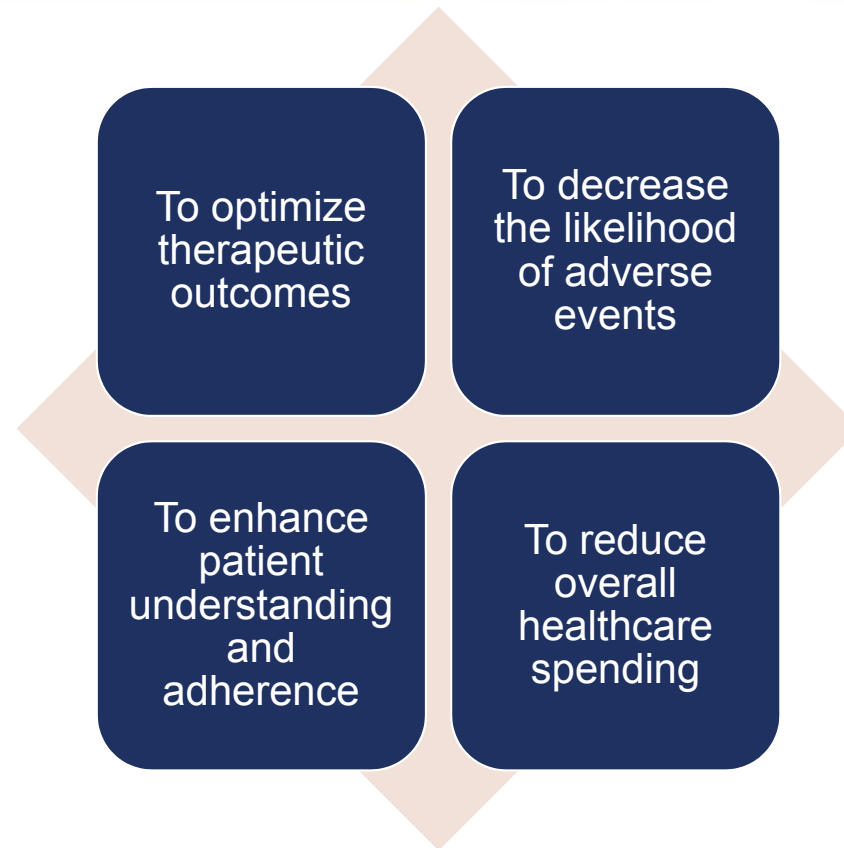 To optimize
therapeutic
outcomes
To decrease
the likelihood
of adverse
events
To enhance
patient
understanding
and
adherence
To reduce
overall
healthcare
spending